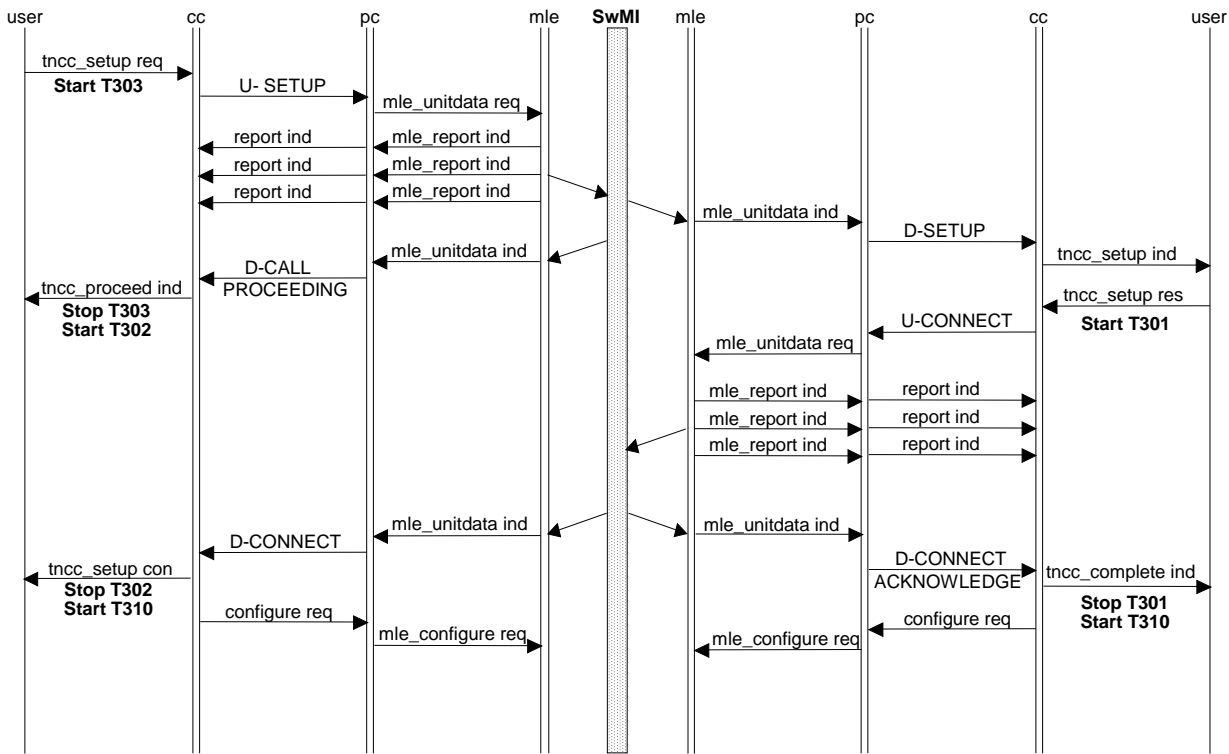 user cc pc mle SwMI mle pc cc user
tncc_setup req
Start T303
U- SETUP
mle_unitdata req
report ind mle_report ind
report ind mle_report ind
report ind mle_report ind
mle_unitdata ind
D-SETUP
mle_unitdata ind
tncc_setup ind
D-CALL
PROCEEDING
tncc_proceed ind
Stop T303
Start T302
tncc_setup res
Start T301
U-CONNECT
mle_unitdata req
mle_report ind report ind
mle_report ind report ind
mle_report ind report ind
mle_unitdata ind mle_unitdata ind
D-CONNECT
D-CONNECT
ACKNOWLEDGE
tncc_setup con
Stop T302
Start T310
tncc_complete ind
Stop T301
Start T310
configure req
configure req
mle_configure req
mle_configure req